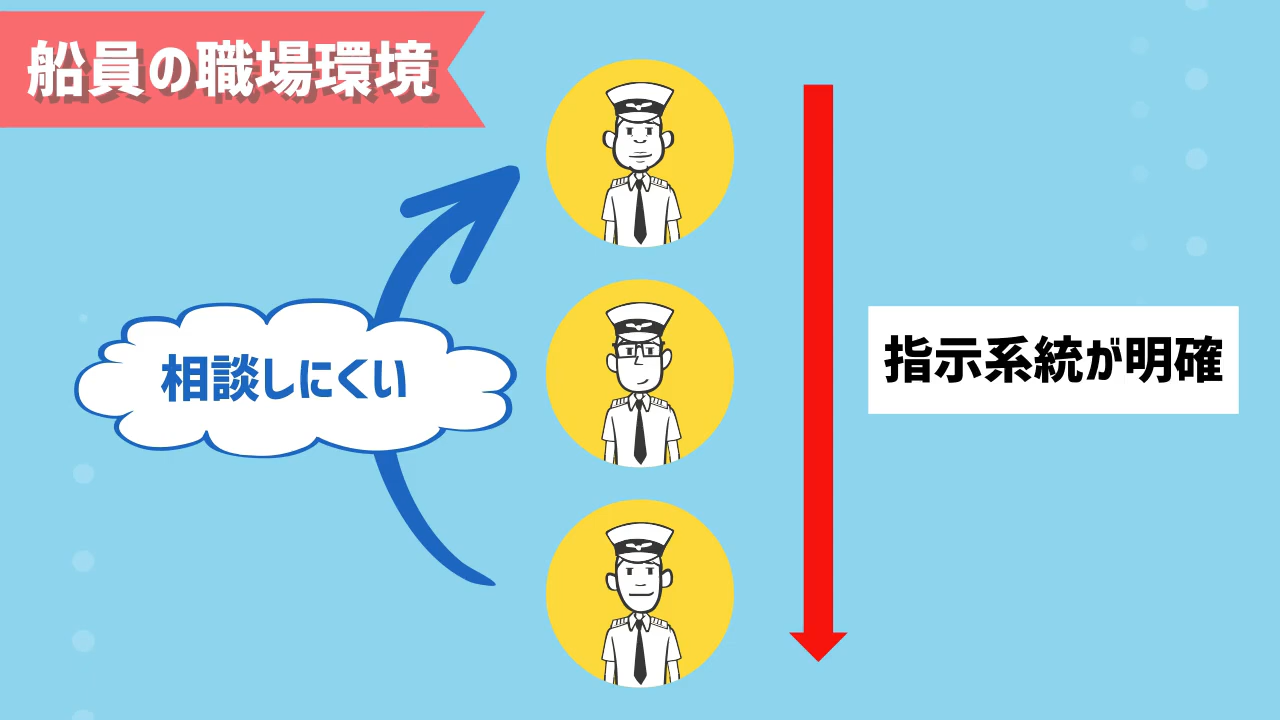 船員の職場環境
相談しにくい
指示系統が明確